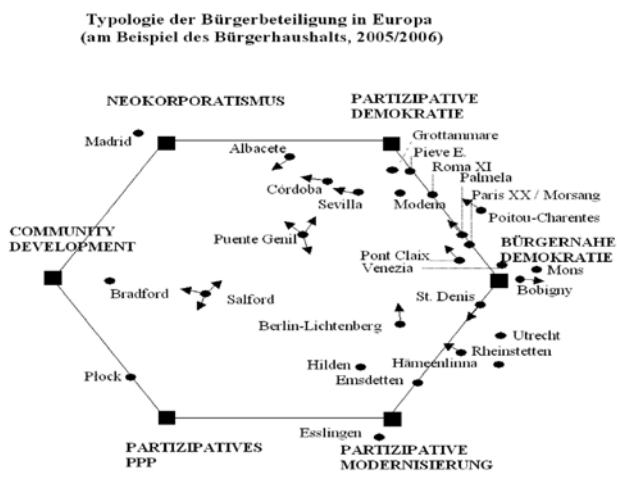 Typologie der Bürgerbeteiligung in Europa
(am Beispiel des Bürgerhaushalts, 2005/2006)
NEOKORPORATISMUS
PARTIZIPATIVE
DEMOKRATIE
Madrid
Albacete
Grottammare
Pieve E.
Roma XI
Palmela
Córdoba
Sevilla
Modena
Paris XX / Morsang
Poitou-Charentes
COMMUNITY
DEVELOPMENT
Puente Genil
Pont Claix
Venezia
BÜRGERNAHE
DEMOKRATIE
Mons
Bobigny
Bradford
Salford
St. Denis
Berlin-Lichtenberg
Utrecht
Rheinstetten
Hilden
Hämeenlinna
Plock
Emsdetten
Esslingen
PARTIZIPATIVES
PPP
PARTIZIPATIVE
MODERNISIERUNG